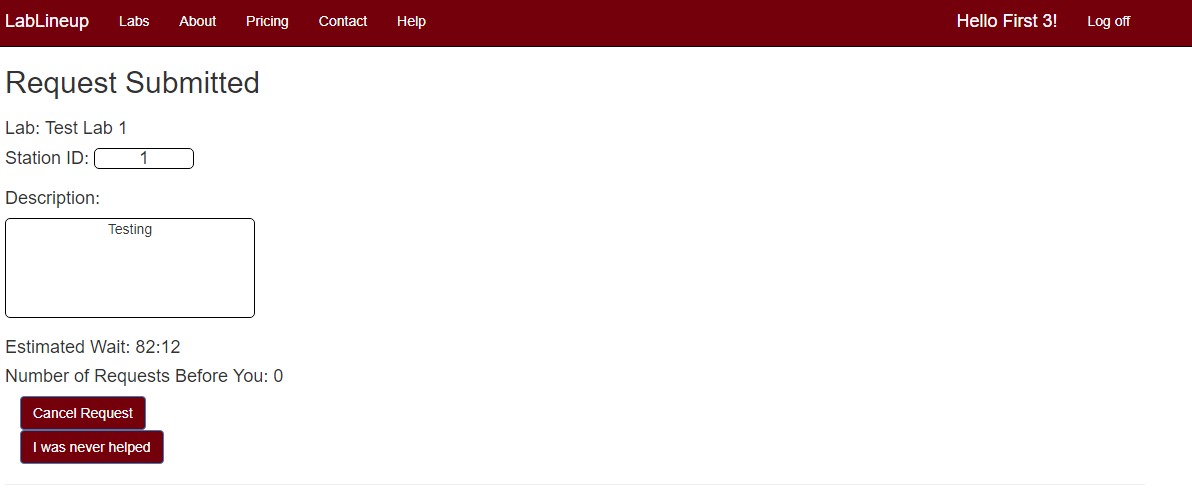 LabLineup Labs About Pricing Contact Help Hello First 3! Log off
Request Submitted
Lab: Test Lab 1
Station ID: 1
Description:
Testing
Estimated Wait: 82:12
Number of Requests Before You: 0
Cancel Request
I was never helped